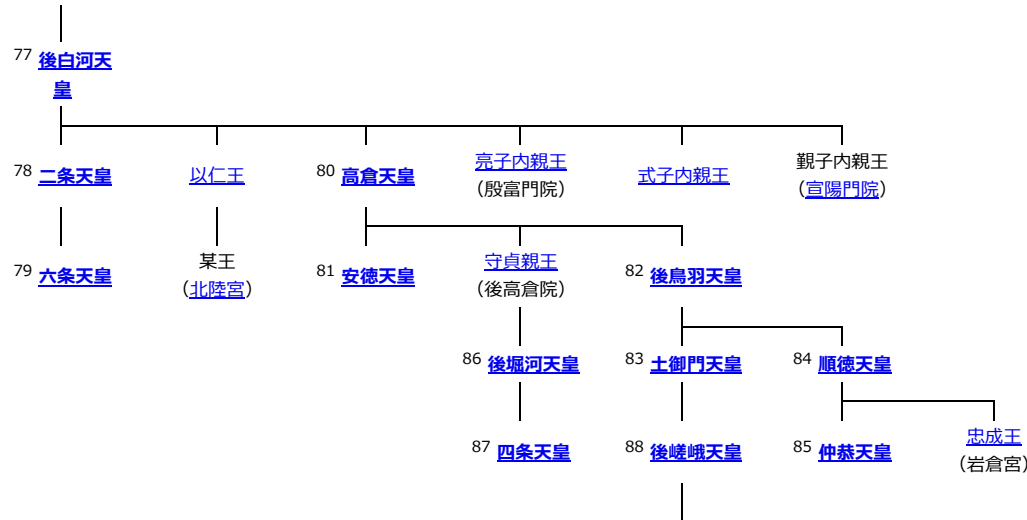 77 後白河天
皇
78 二条天皇
以仁王
80 高倉天皇
亮子内親王
（殷富門院）
式子内親王
覲子内親王
（宣陽門院）
79 六条天皇
某王
（北陸宮）
81 安徳天皇
守貞親王
（後高倉院）
82 後鳥羽天皇
86 後堀河天皇
83 土御門天皇
84 順徳天皇
87 四条天皇
88 後嵯峨天皇
85 仲恭天皇
忠成王
（岩倉宮）